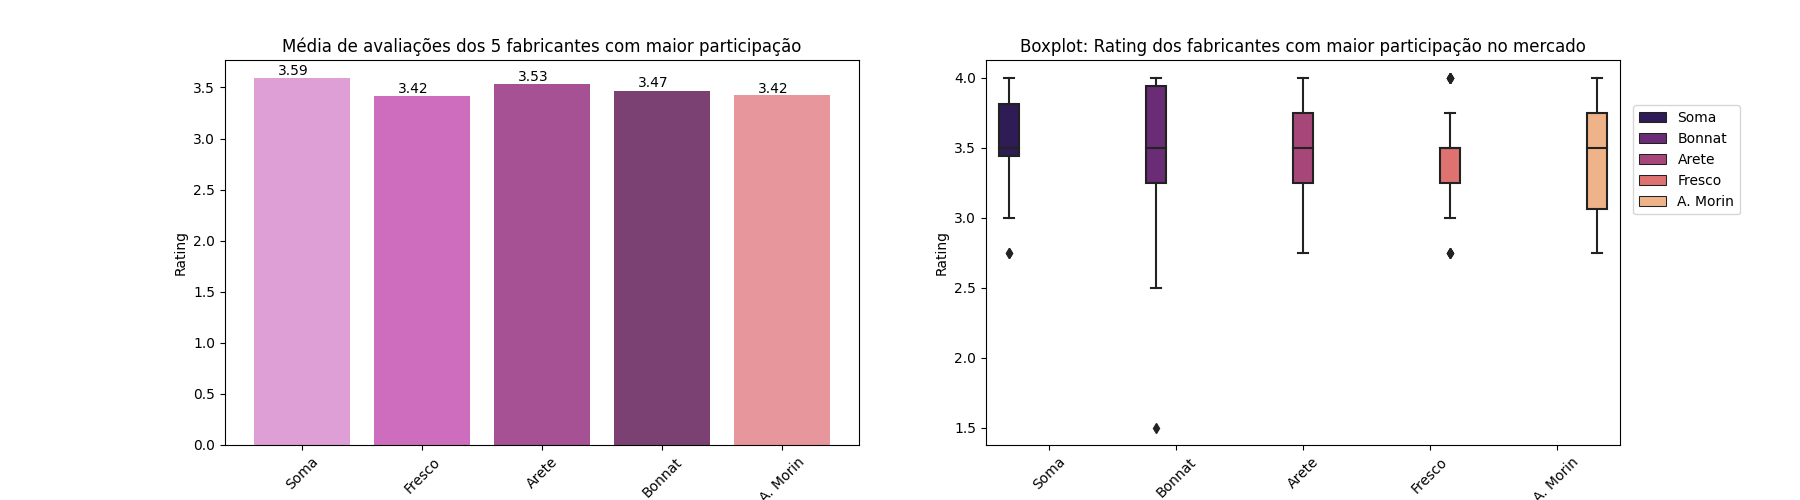 Média de avaliações dos 5 fabricantes com maior participação
Rating
3.5
3.0
2.5
2.0
1.5
1.0
0.5
0.0
3.59
3.42
3.53
3.47
3.42
Soma
Fresco
Arete
Bonnat
A. Morin
Boxplot: Rating dos fabricantes com maior participação no mercado
Rating
4.0
3.5
3.0
2.5
2.0
1.5
Soma
Bonnat
Arete
Fresco
A. Morin
Soma
Bonnat
Arete
Fresco
A. Morin